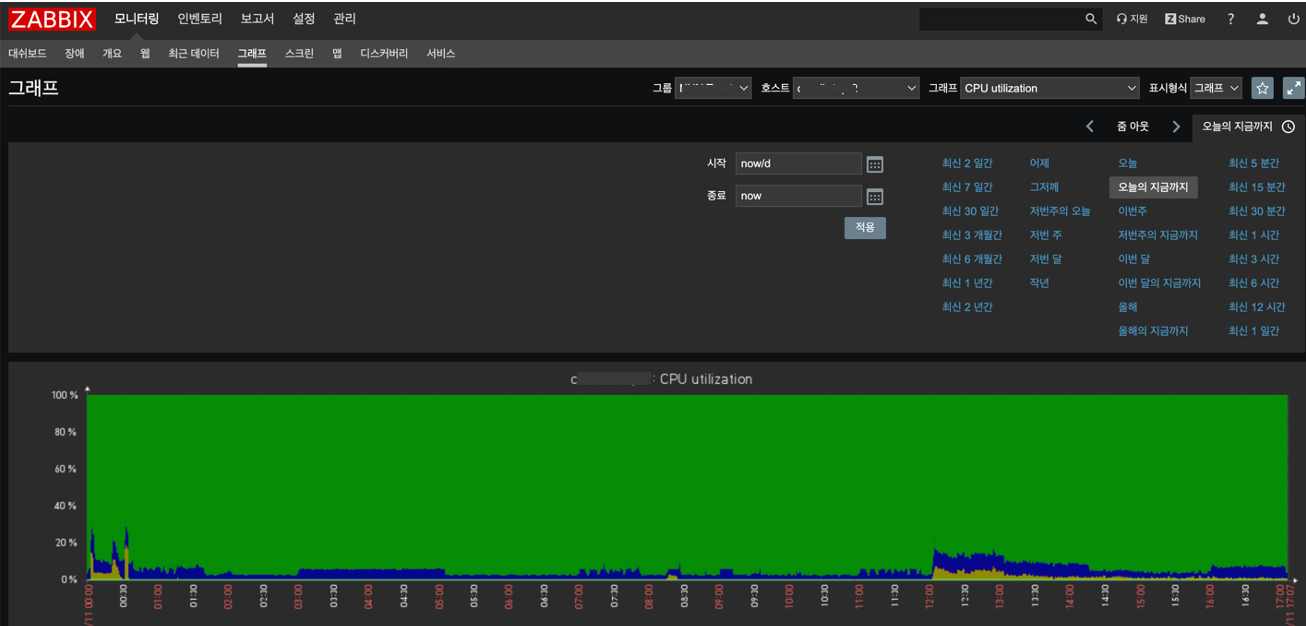 ZABBIX 모니터링 인벤토리 보고서 설정 관리 지원 Z Share ?
대쉬보드 장애 개요 웹 최근 데이터 그래프 스크린 맵 디스커버리 서비스
그래프 그룹 호스트 그래프 CPU utilization 표시형식 그래프
줌 아웃 오늘의 지금까지
시작 now/d 최신 2 일간 어제 오늘 최신 5 분간
최신 7 일간 그저께 오늘의 지금까지 최신 15 분간
종료 now
최신 30 일간 저번주의 오늘 이번주 최신 30 분간
적용
최신 3 개월간 저번 주 저번주의 지금까지 최신 1 시간
최신 6 개월간 저번 달 이번 달 최신 3 시간
최신 1 년간 작년 이번 달의 지금까지 최신 6 시간
최신 2 년간 올해 최신 12 시간
올해의 지금까지 최신 1 일간
c : CPU utilization
100 %
80 %
60 %
40 %
20 %
0 %
/11 00:00 00:30 01:00 01:30 02:00 02:30 03:00 03:30 04:00 04:30 05:00 05:30 06:00 06:30 07:00 07:30 08:00 08:30 09:00 09:30 10:00 10:30 11:00 11:30 12:00 12:30 13:00 13:30 14:00 14:30 15:00 15:30 16:00 16:30 17:00 /11 17:07